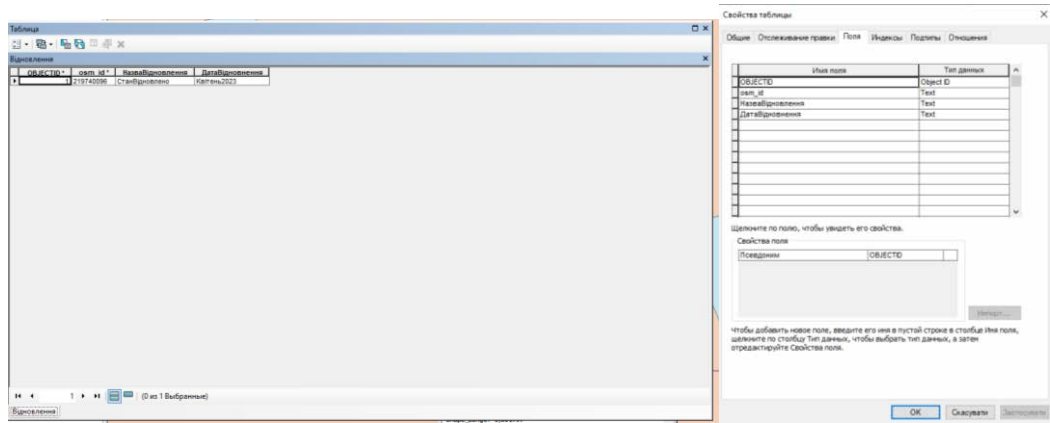 Таблица
Відновлення
OBJECTID * osm_id * НазваВідновлення ДатаВідновнення
1 219740096 СтанВідновлено Квітень2023
1 (0 из 1 Выбранные)
Відновлення
Свойства таблицы
Общие Отслеживание правки Поля Индексы Подтипы Отношения
Имя поля Тип данных
OBJECTID Object ID
osm_id Text
НазваВідновлення Text
ДатаВідновнення Text
Щелкните по полю, чтобы увидеть его свойства.
Свойства поля
Псевдоним OBJECTID
Импорт...
Чтобы добавить новое поле, введите его имя в пустой строке в столбце Имя поля,
щелкните по столбцу Тип данных, чтобы выбрать тип данных, а затем
отредактируйте Свойства поля.
OK Скасувати Застосувати